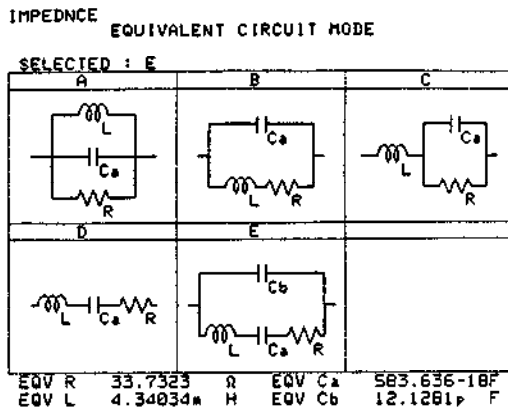 IMPEDNCE
EQUIVALENT CIRCUIT MODE
SELECTED : E
A B C
L
Ca
R
Ca
L R
Ca
L
R
D E
L Ca R
Cb
L Ca R
EQV R 33.7323 Ω EQV Ca 583.636-18F
EQV L 4.34034m H EQV Cb 12.1281p F